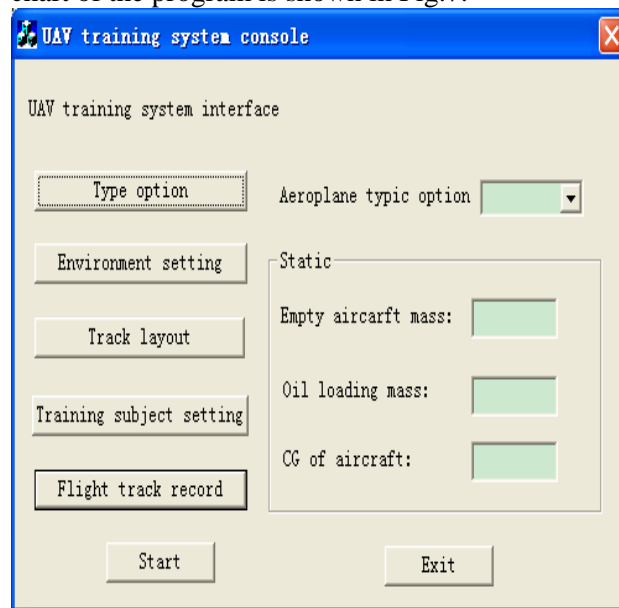 chart of the program is shown in Fig.7.
UAV training system console
UAV training system interface
Type option
Aeroplane typic option
Environment setting
Static
Empty aircarft mass:
Track layout
Oil loading mass:
Training subject setting
CG of aircraft:
Flight track record
Start
Exit